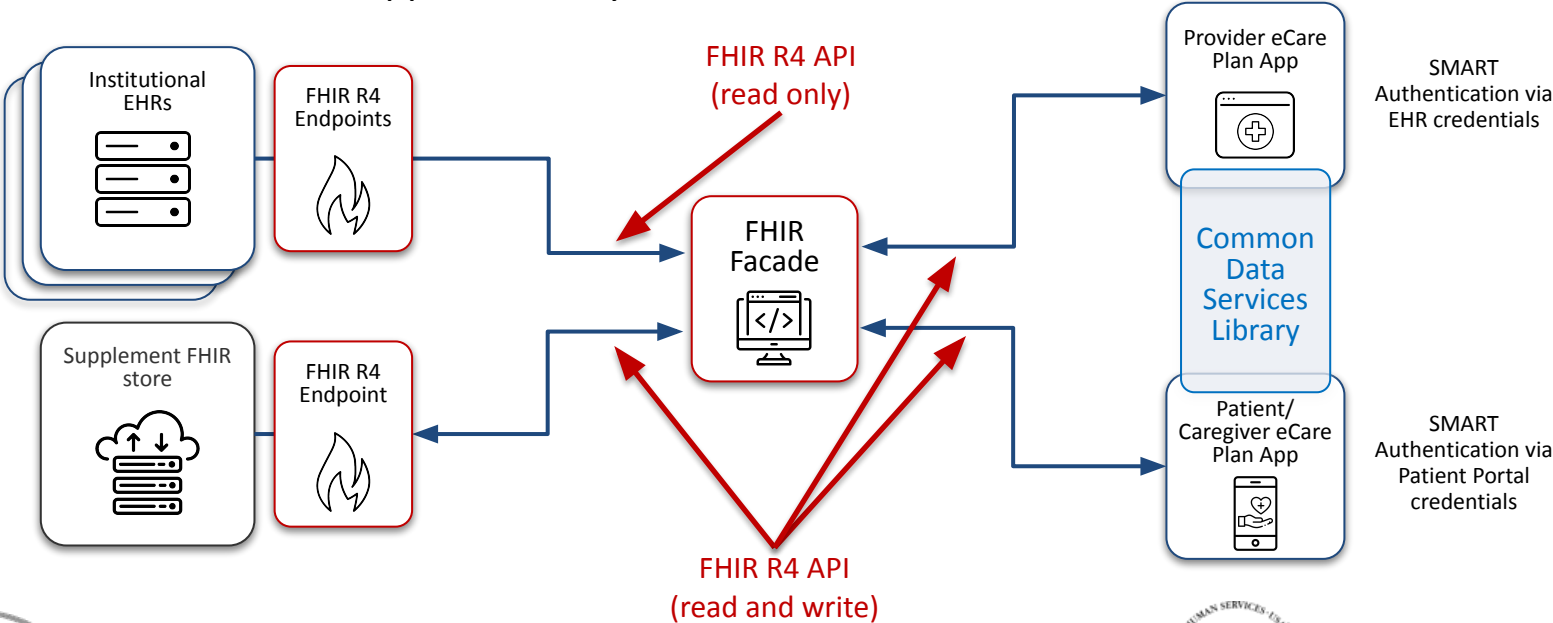 Institutional
EHRs
FHIR R4
Endpoints
FHIR R4 API
(read only)
Provider eCare
Plan App
SMART
Authentication via
EHR credentials
FHIR
Facade
</>
Common
Data
Services
Library
Supplement FHIR
store
FHIR R4
Endpoint
Patient/
Caregiver eCare
Plan App
SMART
Authentication via
Patient Portal
credentials
FHIR R4 API
(read and write)
HUMAN SERVICES